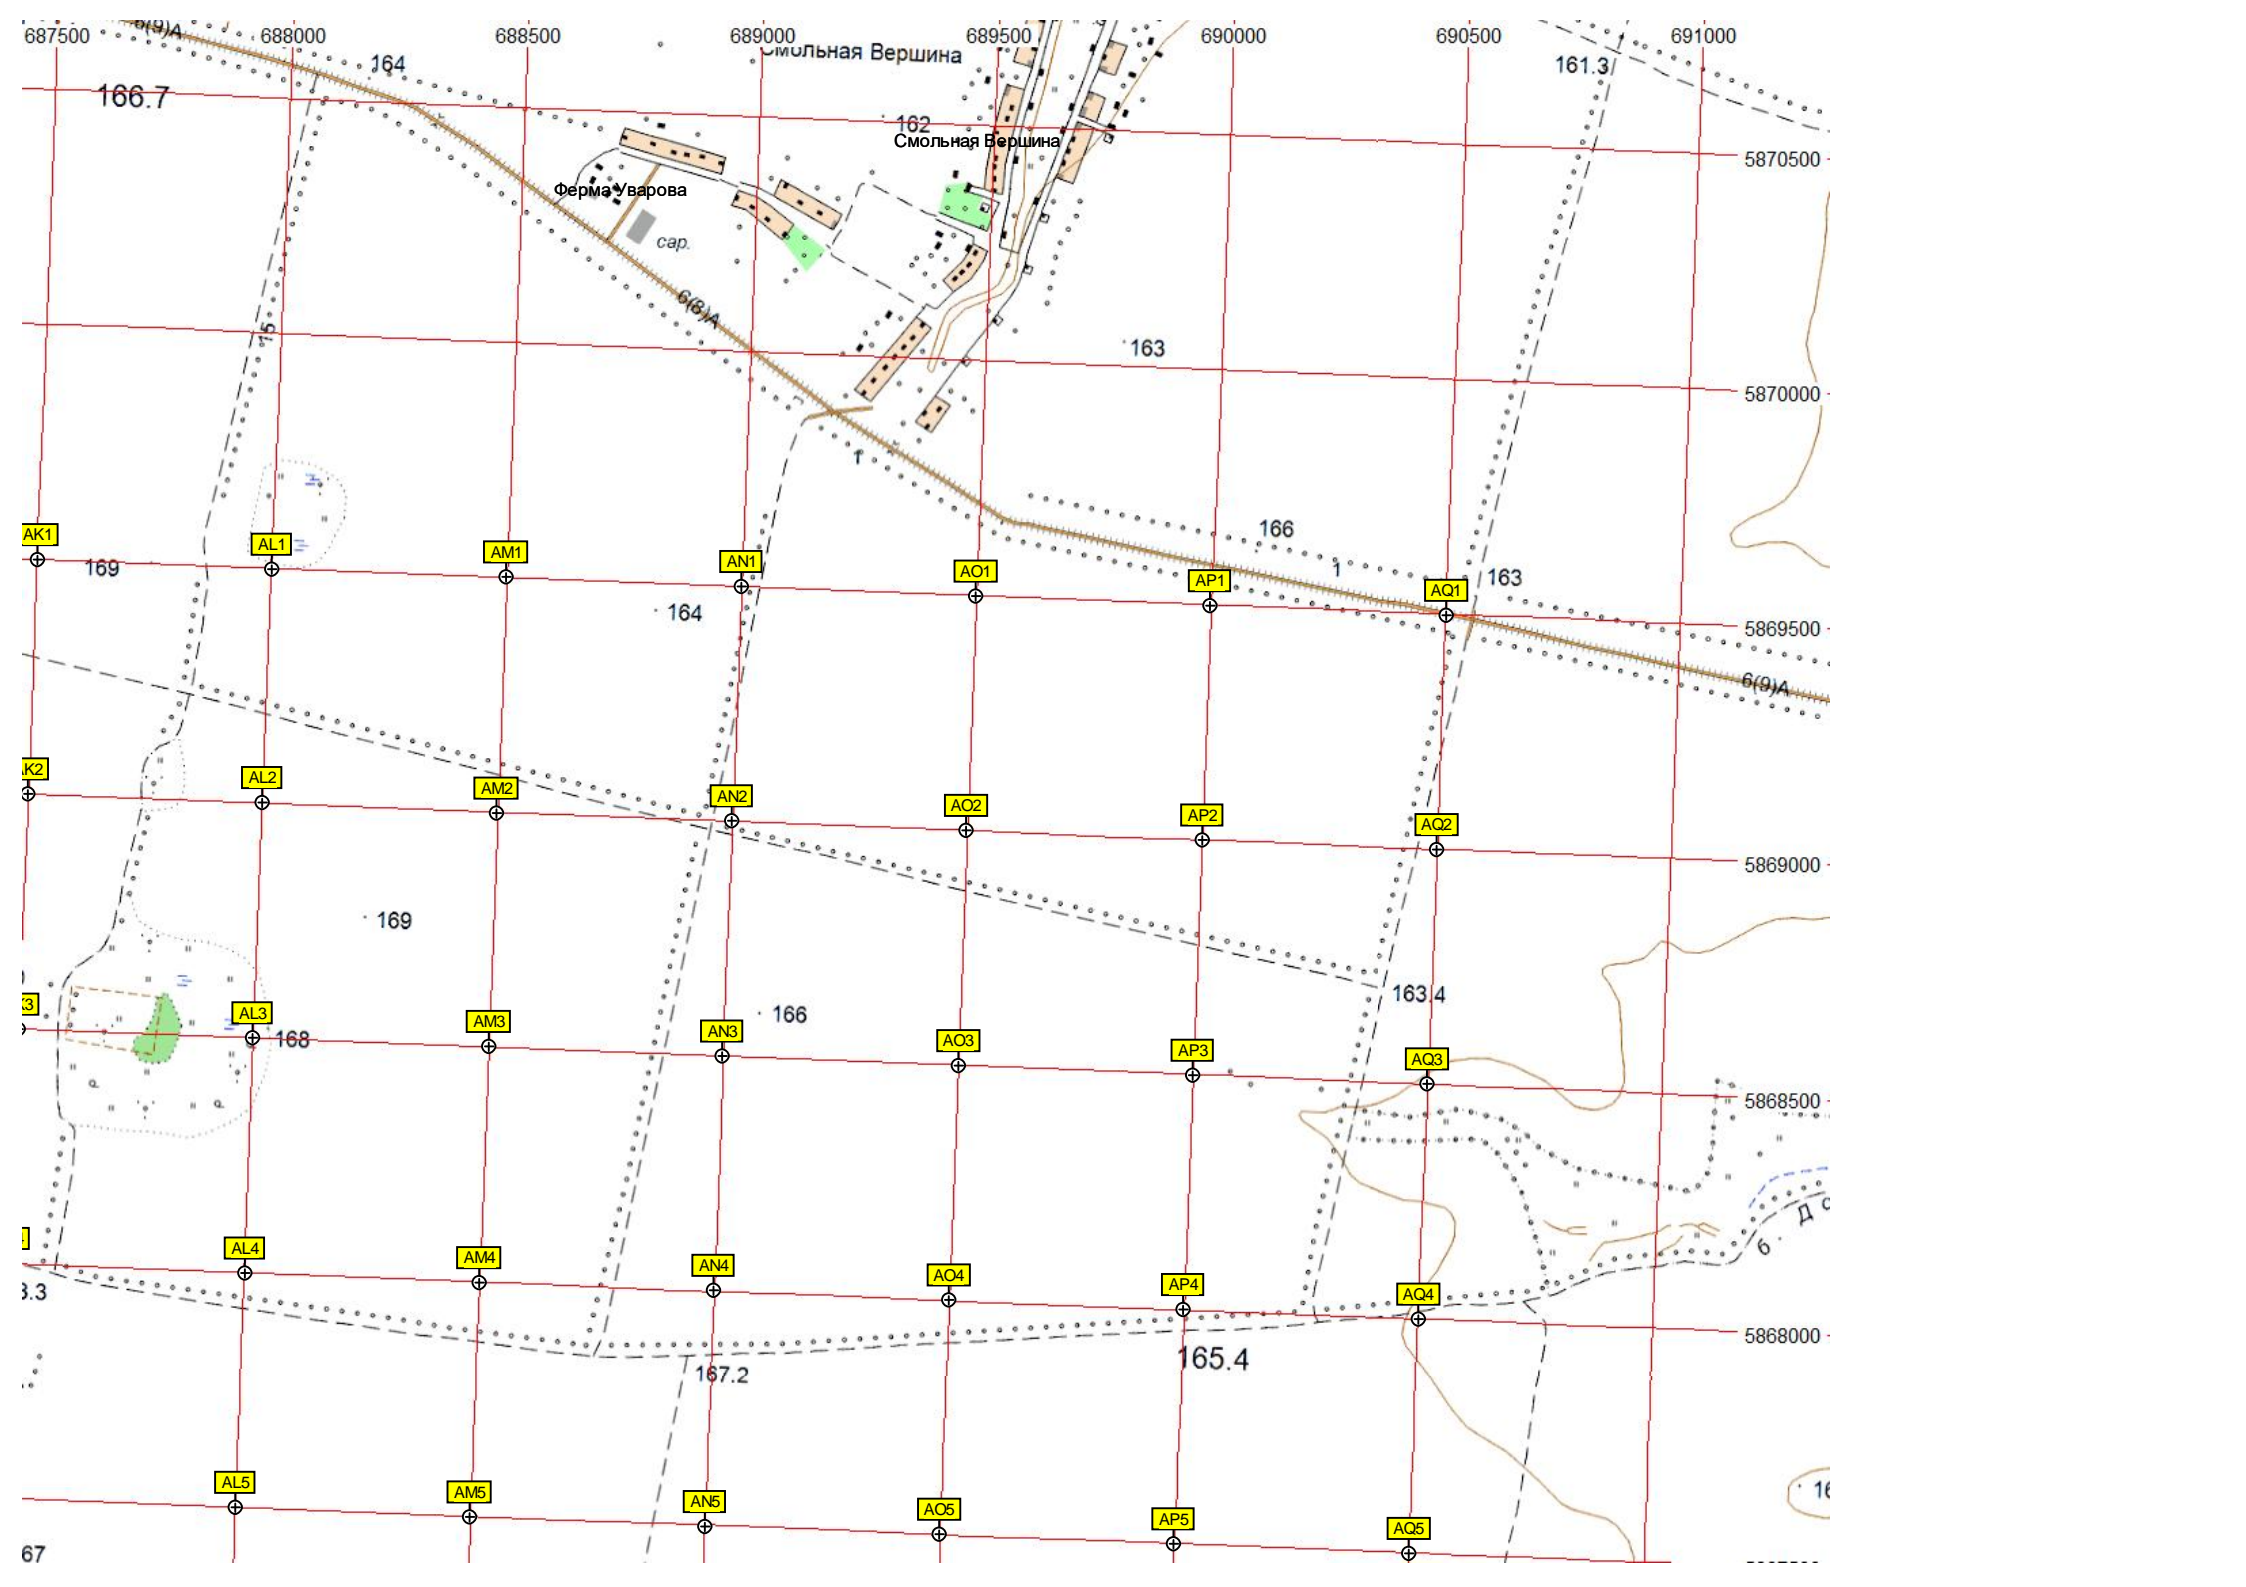 6(9)A
687500 688000 688500 689000 689500 690000 690500 691000
Смольная Вершина
164
161.3
166.7
162
Смольная Вершина
5870500
Ферма Уварова
сар.
6(8)A
15
163
5870000
1
166
AK1 AL1 AM1 AN1 AO1 AP1 AQ1
169
1
163
164
5869500
6(9)A
AL2 AM2 AN2 AO2 AP2 AQ2
5869000
169
163.4
166
AL3 AM3 AN3 AO3 AP3 AQ3
168
5868500
б. До
AL4 AM4 AN4 AO4 AP4 AQ4
5868000
165.4
167.2
AL5 AM5 AN5 AO5 AP5 AQ5
67